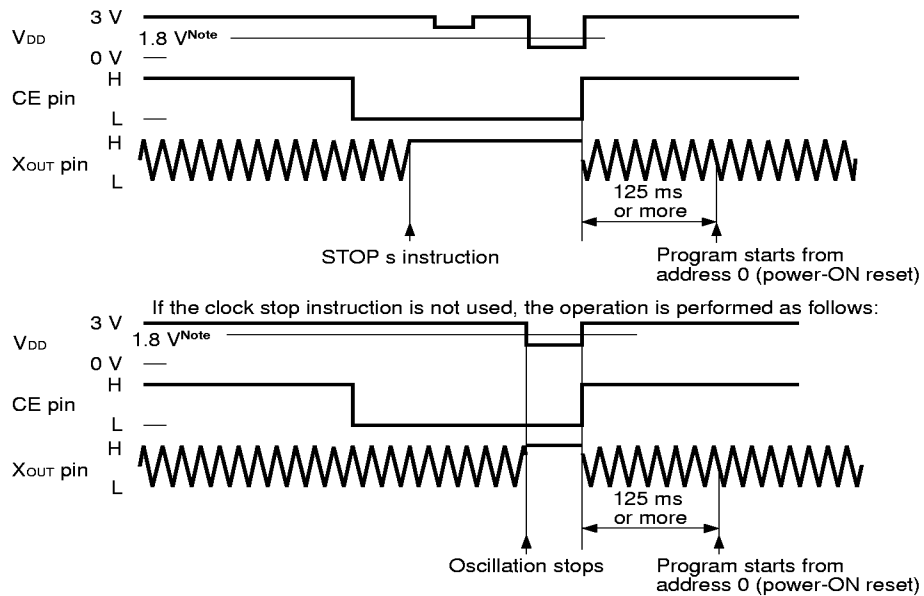 3 V
VDD
1.8 V Note
0 V
H
CE pin
L
H
XOUT pin
L
125 ms
or more
STOP s instruction
Program starts from
address 0 (power-ON reset)
If the clock stop instruction is not used, the operation is performed as follows:
3 V
VDD
1.8 V Note
0 V
H
CE pin
L
H
XOUT pin
L
125 ms
or more
Oscillation stops
Program starts from
address 0 (power-ON reset)